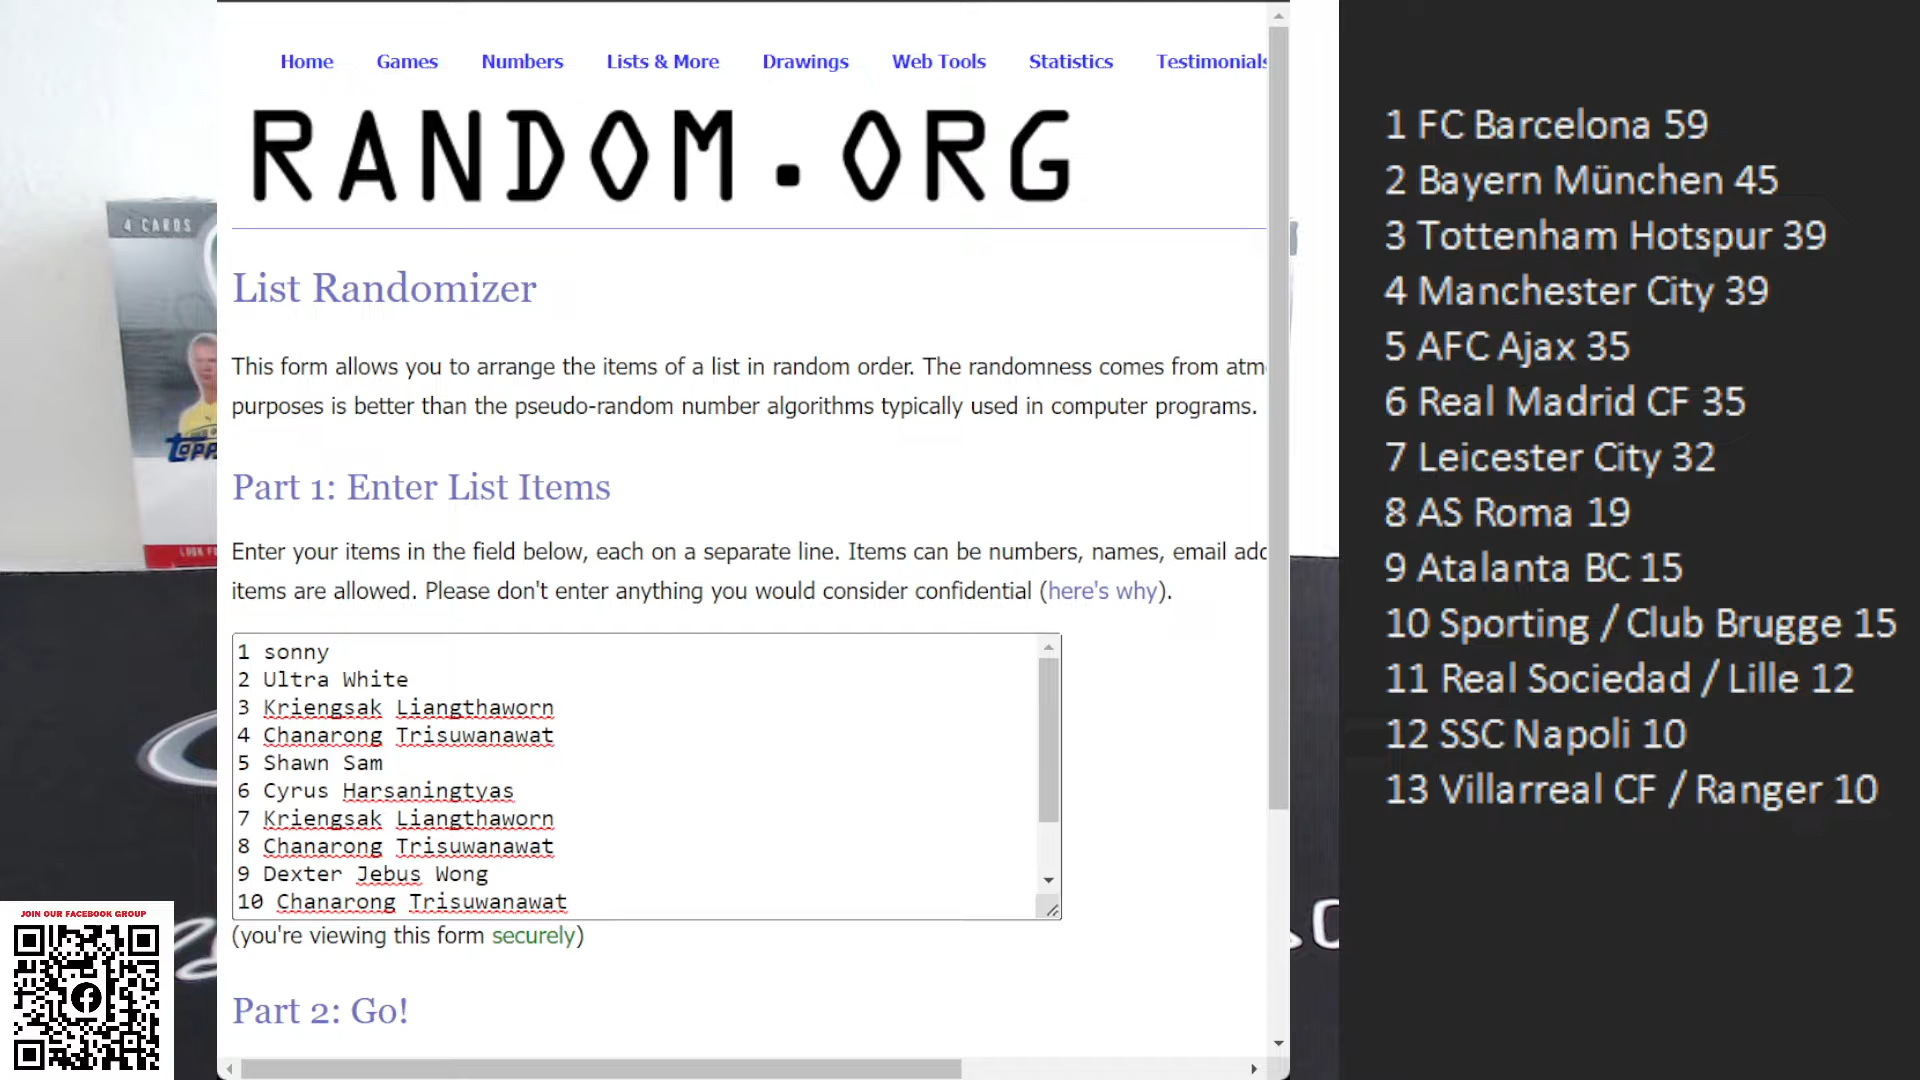 Home Games Numbers Lists & More Drawings Web Tools Statistics Testimonials
RANDOM.ORG
List Randomizer
This form allows you to arrange the items of a list in random order. The randomness comes from atm
purposes is better than the pseudo-random number algorithms typically used in computer programs.
Part 1: Enter List Items
Enter your items in the field below, each on a separate line. Items can be numbers, names, email add
items are allowed. Please don't enter anything you would consider confidential (here's why).
1 sonny
2 Ultra White
3 Kriengsak Liangthaworn
4 Chanarong Trisuwanawat
5 Shawn Sam
6 Cyrus Harsaningtyas
7 Kriengsak Liangthaworn
8 Chanarong Trisuwanawat
9 Dexter Jebus Wong
10 Chanarong Trisuwanawat
(you're viewing this form securely)
Part 2: Go!
1 FC Barcelona 59
2 Bayern München 45
3 Tottenham Hotspur 39
4 Manchester City 39
5 AFC Ajax 35
6 Real Madrid CF 35
7 Leicester City 32
8 AS Roma 19
9 Atalanta BC 15
10 Sporting / Club Brugge 15
11 Real Sociedad / Lille 12
12 SSC Napoli 10
13 Villarreal CF / Ranger 10
4 CARDS
TOPP
LOOK F
JOIN OUR FACEBOOK GROUP